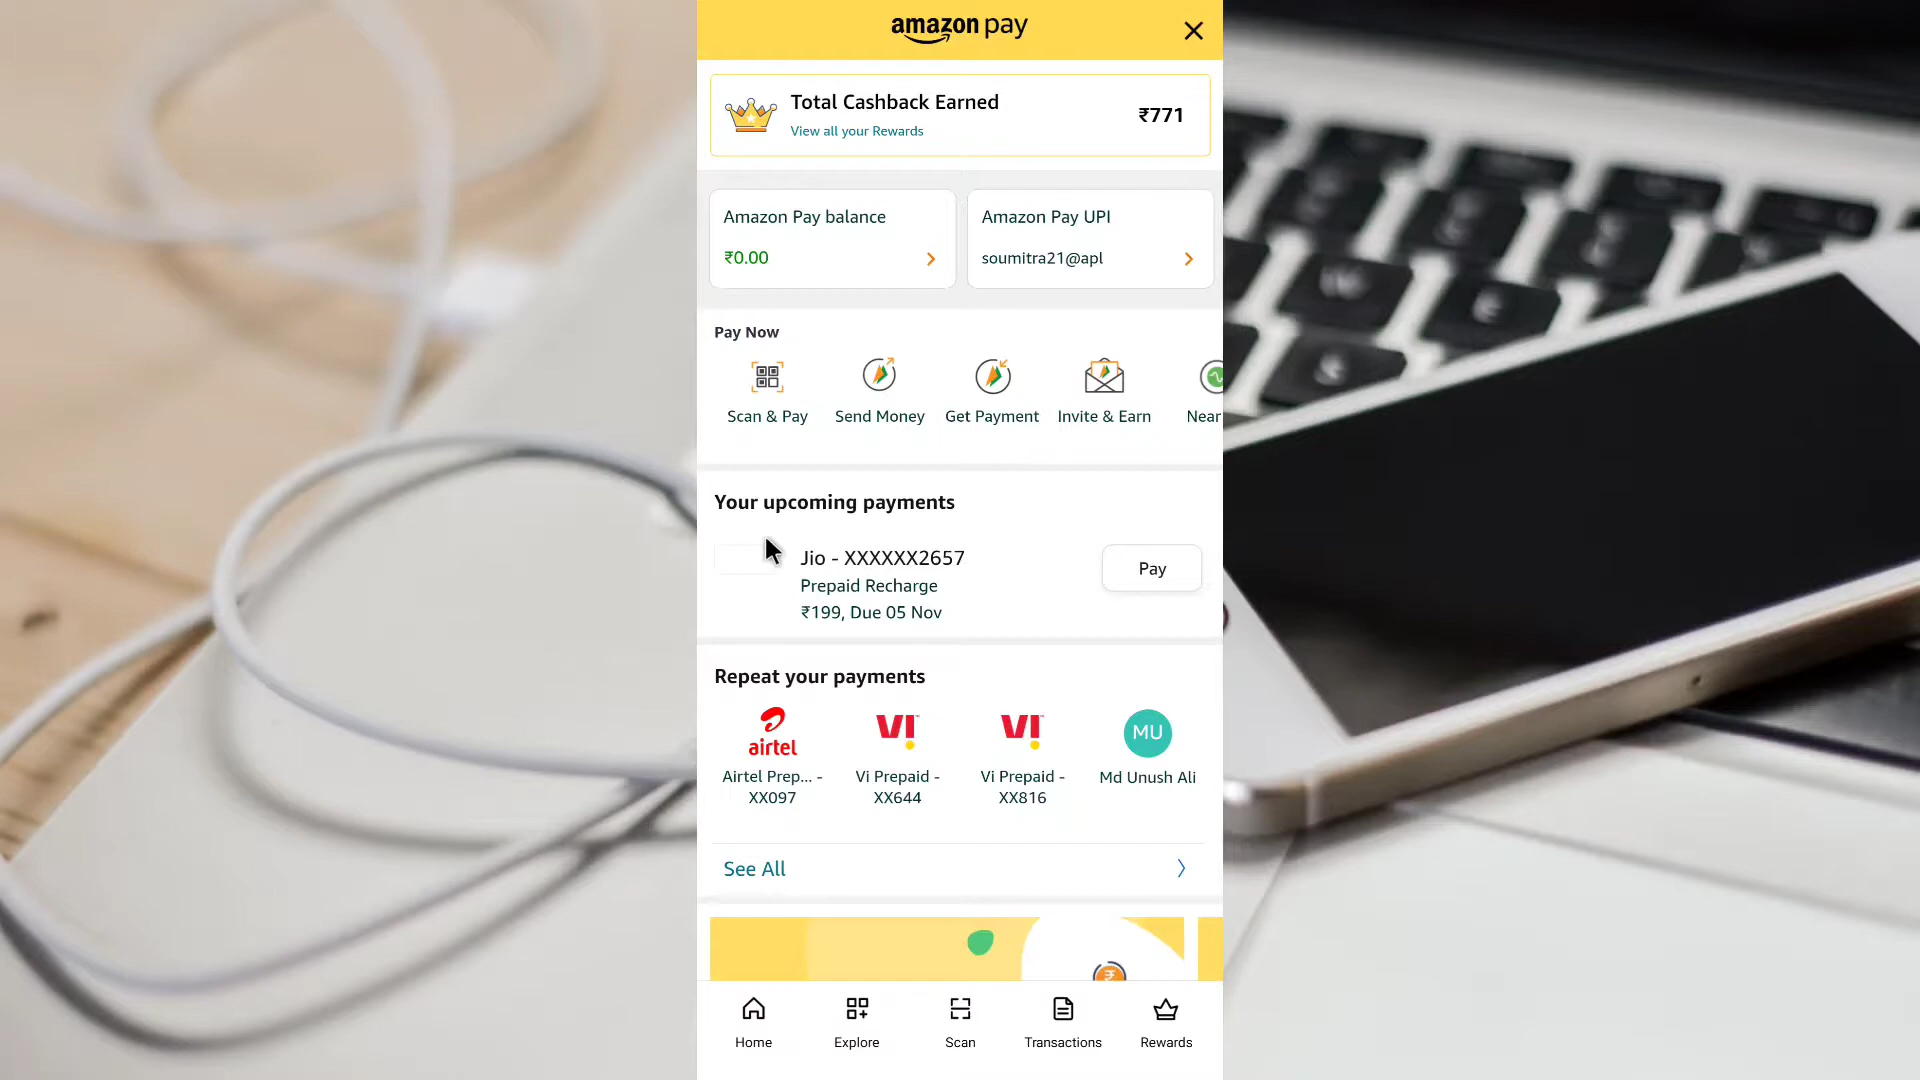 amazon pay
Total Cashback Earned
View all your Rewards
₹771
Amazon Pay balance
₹0.00
Amazon Pay UPI
soumitra21@apl
Pay Now
Scan & Pay
Send Money
Get Payment
Invite & Earn
Near
Your upcoming payments
Jio - XXXXXX2657
Prepaid Recharge
₹199, Due 05 Nov
Pay
Repeat your payments
airtel
Airtel Prep... -
XX097
VI
Vi Prepaid -
XX644
VI
Vi Prepaid -
XX816
MU
Md Unush Ali
See All
₹
Home
Explore
Scan
Transactions
Rewards